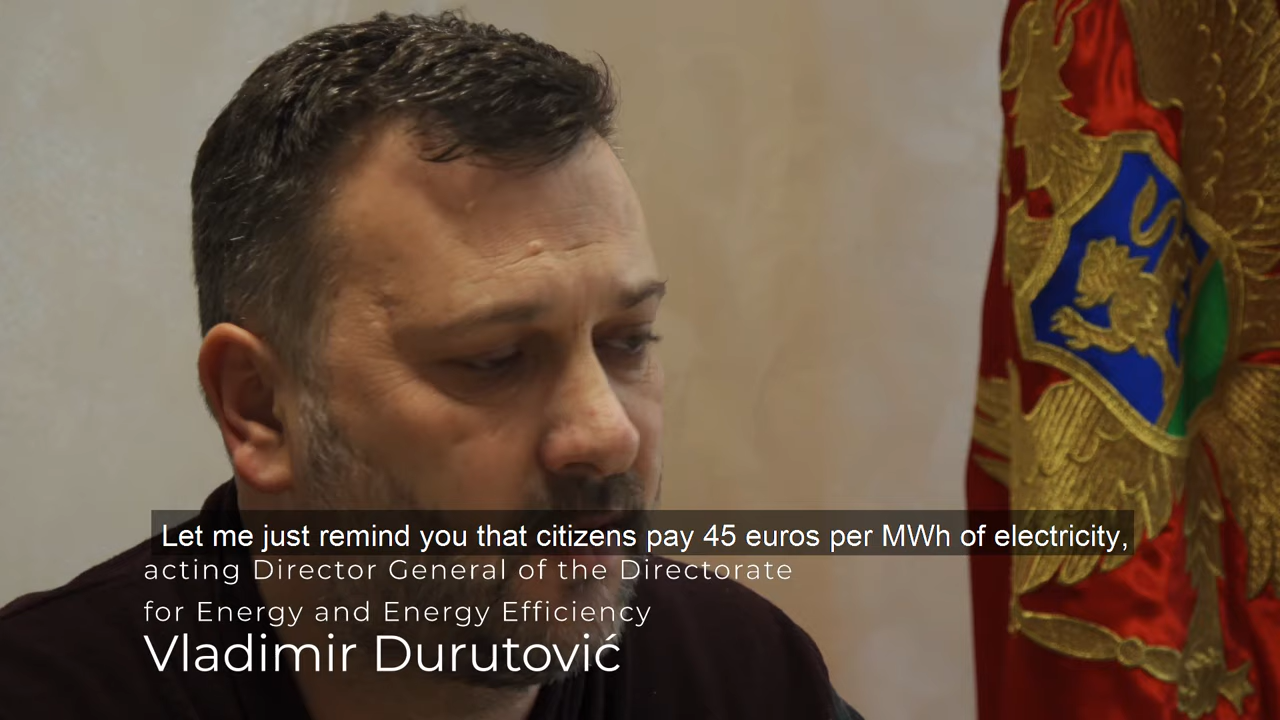 Let me just remind you that citizens pay 45 euros per MWh of electricity,
acting Director General of the Directorate
for Energy and Energy Efficiency
Vladimir Durutović